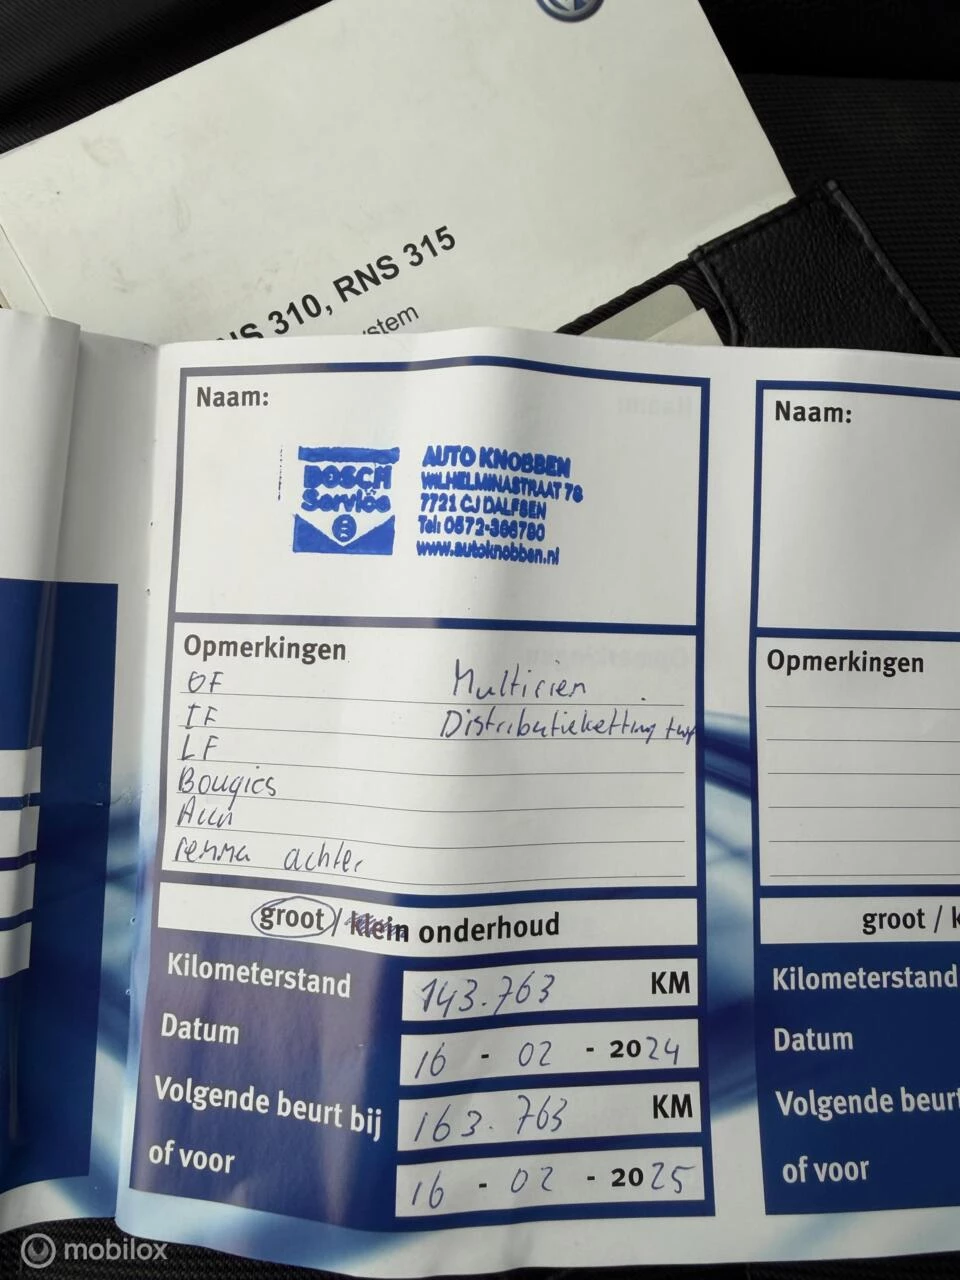 NS 310, RNS 315
stem
Naam:
BOSCH
Service
AUTO KNOBBEN
WILHELMINASTRAAT 76
7721 CJ DALFSEN
Tel: 0572-366780
www.autoknobben.nl
Opmerkingen
OF Multirien
IF Distributieketting
LF
Bougies
Accu
remma achter
groot / klein onderhoud
Kilometerstand 143.763 KM
Datum 16 - 02 - 2024
Volgende beurt bij 163.763 KM
of voor 16 - 02 - 2025
Naam:
Opmerkingen
groot / k
Kilometerstand
Datum
Volgende beurt
of voor
mobilox